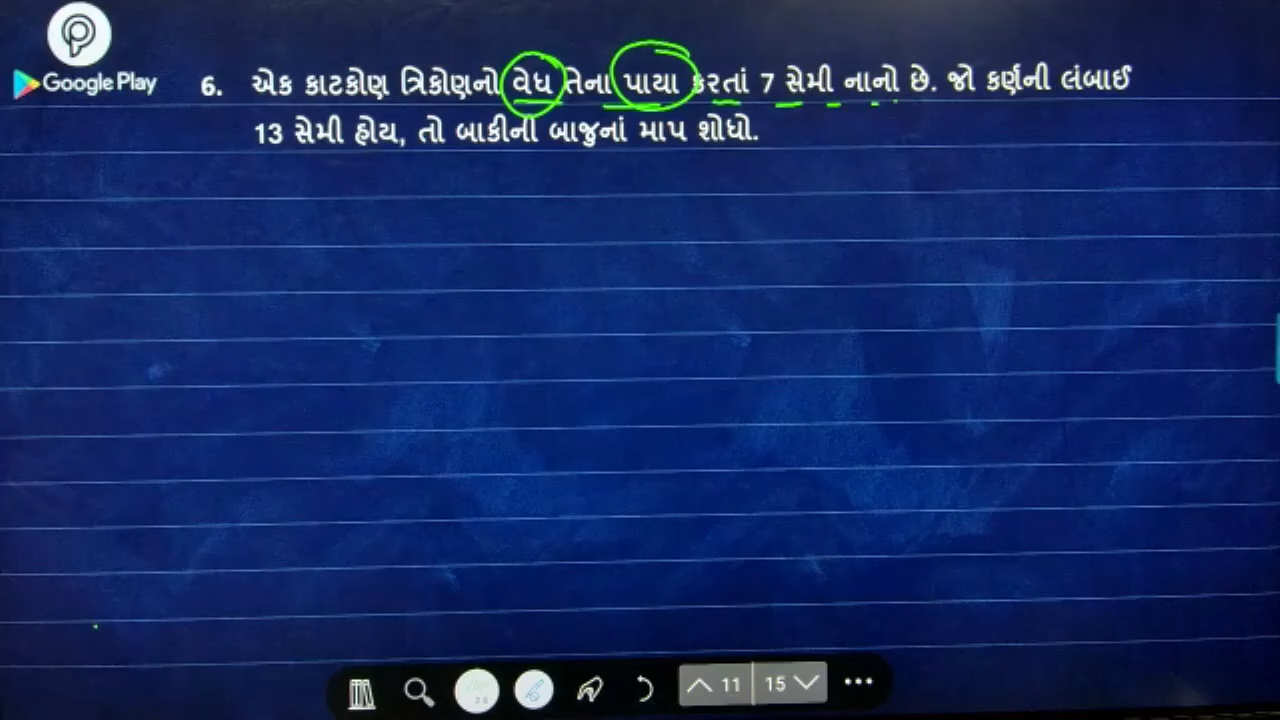 Google Play
6. એક કાટકોણ ત્રિકોણનો વેધ તેના પાયા કરતાં 7 સેમી નાનો છે. જો કર્ણની લંબાઈ
13 સેમી હોય, તો બાકીની બાજુનાં માપ શોધો.
11 15